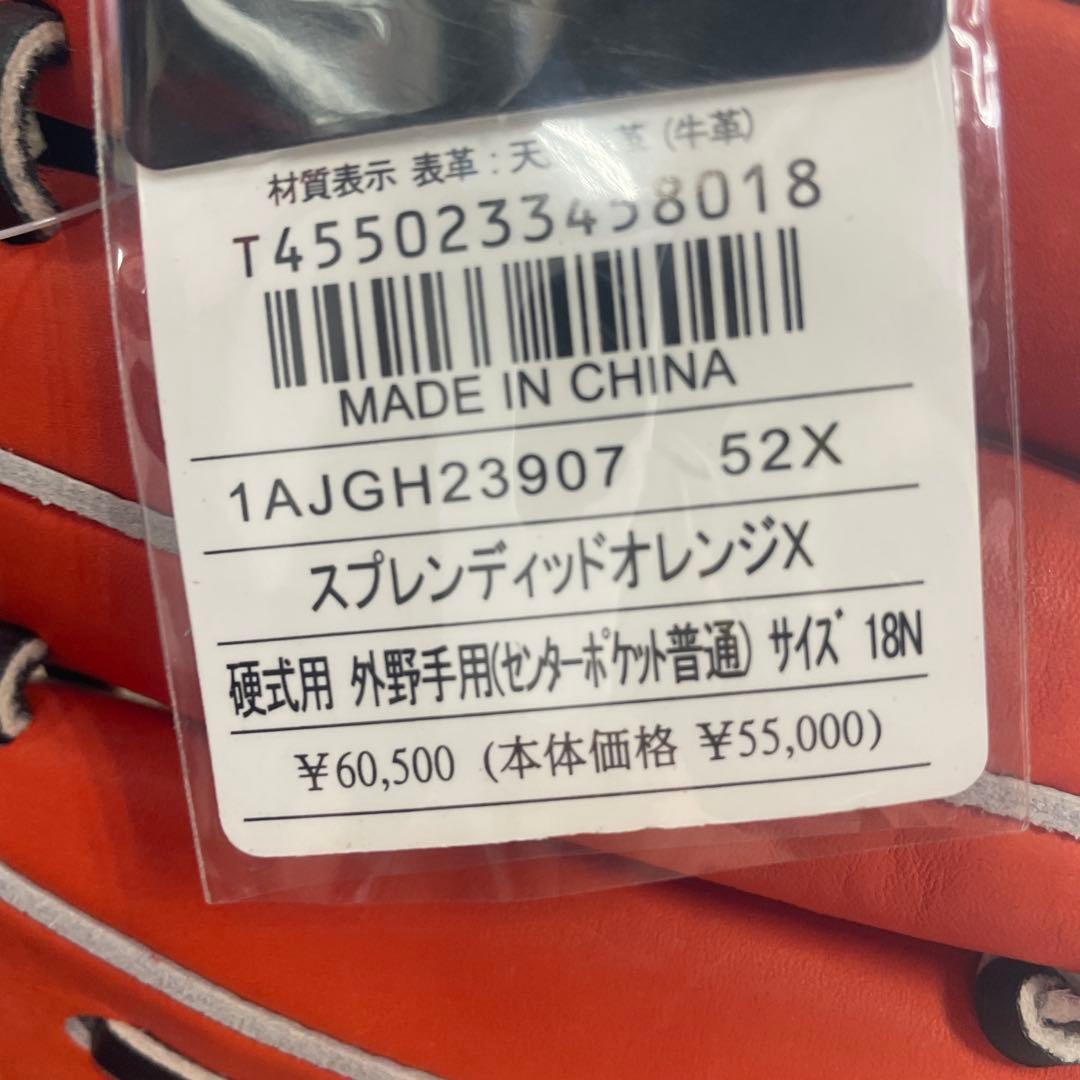 材質表示 表革:天 革 (牛革)
T4550233458018
MADE IN CHINA
1AJGH23907 52X
スプレンディッドオレンジX
硬式用 外野手用(センターポケット普通) サイズ 18N
¥60,500 (本体価格 ¥55,000)